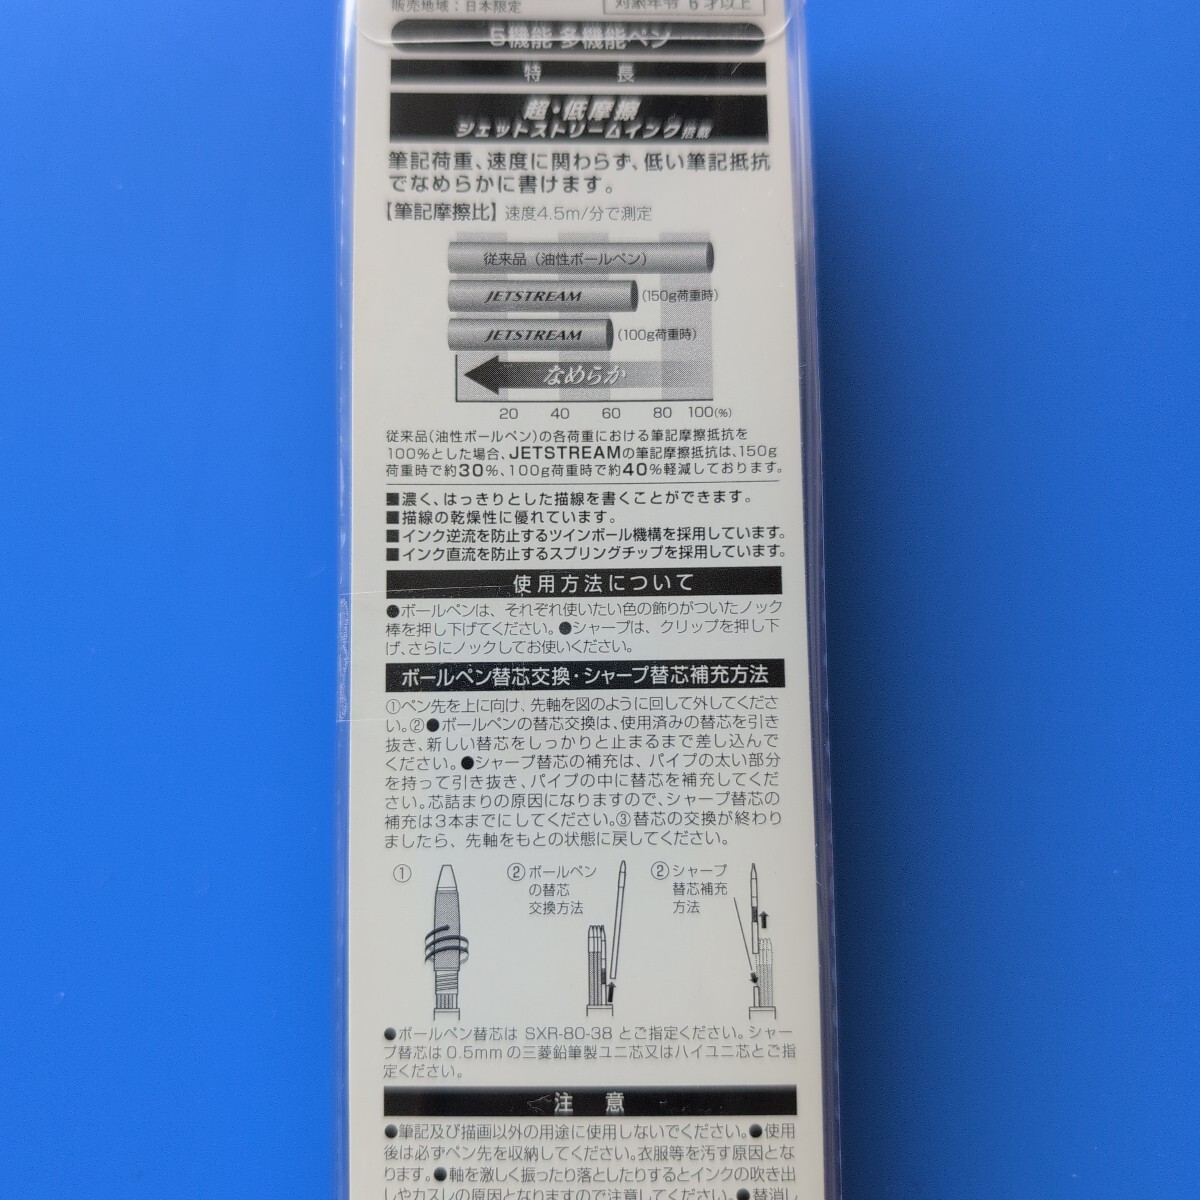 販売地域：日本限定
対象年令 6才以上
5機能 多機能ペン
特長
超・低摩擦
ジェットストリームインク搭載
筆記荷重、速度に関わらず、低い筆記抵抗
でなめらかに書けます。
【筆記摩擦比】速度4.5m/分で測定
従来品（油性ボールペン）
JETSTREAM (150g荷重時)
JETSTREAM (100g荷重時)
なめらか
20 40 60 80 100(%)
従来品（油性ボールペン）の各荷重における筆記摩擦抵抗を
100%とした場合、JETSTREAMの筆記摩擦抵抗は、150g
荷重時で約30%、100g荷重時で約40%軽減しております。
■濃く、はっきりとした描線を書くことができます。
■描線の乾燥性に優れています。
■インク逆流を防止するツインボール機構を採用しています。
■インク直流を防止するスプリングチップを採用しています。
使用方法について
●ボールペンは、それぞれ使いたい色の飾りがついたノック
棒を押し下げてください。●シャープは、クリップを押し下
げ、さらにノックしてお使いください。
ボールペン替芯交換・シャープ替芯補充方法
①ペン先を上に向け、先軸を図のように回して外してくださ
い。②●ボールペンの替芯交換は、使用済みの替芯を引き
抜き、新しい替芯をしっかりと止まるまで差し込んで
ください。●シャープ替芯の補充は、パイプの太い部分
を持って引き抜き、パイプの中に替芯を補充してくだ
さい。芯詰まりの原因になりますので、シャープ替芯の
補充は3本までにしてください。③替芯の交換が終わり
ましたら、先軸をもとの状態に戻してください。
①
②ボールペン
の替芯
交換方法
②シャープ
替芯補充
方法
●ボールペン替芯は SXR-80-38 とご指定ください。シャー
プ替芯は0.5mmの三菱鉛筆製ユニ芯又はハイユニ芯とご指
定ください。
注意
●筆記及び描画以外の用途に使用しないでください。●使用
後は必ずペン先を収納してください。衣服等を汚す原因とな
ります。●軸を激しく振ったり落としたりするとインクの吹き出
しやカスレの原因となりますので注意してください。●替消し